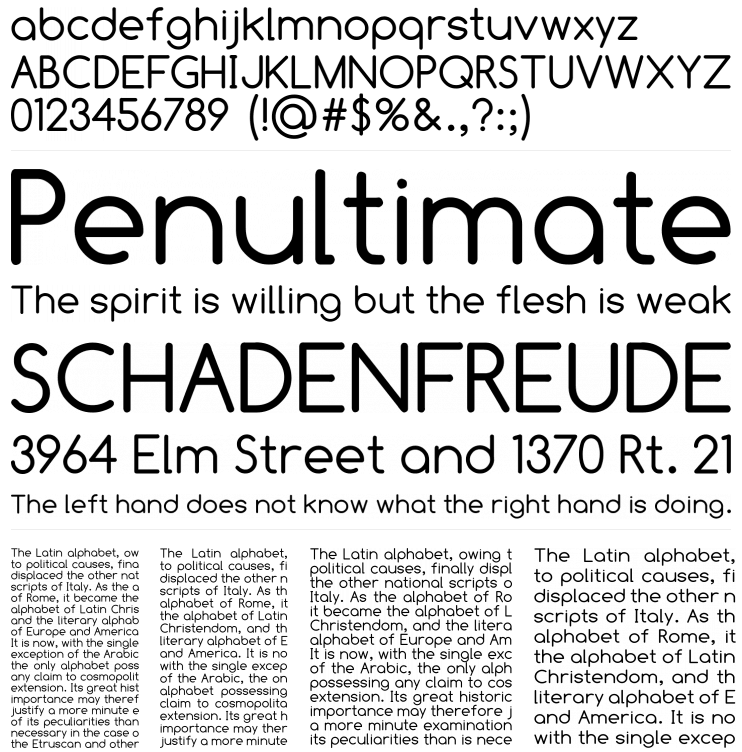 abcdefghijklmnopqrstuvwxyz
ABCDEFGHIJKLMNOPQRSTUVWXYZ
0123456789 (!@#$%&.,?:;)
Penultimate
The spirit is willing but the flesh is weak
SCHADENFREUDE
3964 Elm Street and 1370 Rt. 21
The left hand does not know what the right hand is doing.
The Latin alphabet, ow
to political causes, fina
displaced the other nat
scripts of Italy. As the a
of Rome, it became the
alphabet of Latin Chris
and the literary alphab
of Europe and America
It is now, with the single
exception of the Arabic
the only alphabet poss
any claim to cosmopolit
extension. Its great hist
importance may theref
justify a more minute e
of its peculiarities than
necessary in the case o
the Etruscan and other
The Latin alphabet,
to political causes, fi
displaced the other n
scripts of Italy. As th
alphabet of Rome, it
the alphabet of Latin
Christendom, and th
literary alphabet of E
and America. It is no
with the single excep
of the Arabic, the on
alphabet possessing
claim to cosmopolita
extension. Its great h
importance may ther
justify a more minute
The Latin alphabet, owing t
political causes, finally displ
the other national scripts o
Italy. As the alphabet of Ro
it became the alphabet of L
Christendom, and the litera
alphabet of Europe and Am
It is now, with the single exc
of the Arabic, the only alph
possessing any claim to cos
extension. Its great historic
importance may therefore j
a more minute examination
its peculiarities than is nece
The Latin alphabet,
to political causes, fi
displaced the other n
scripts of Italy. As th
alphabet of Rome, it
the alphabet of Latin
Christendom, and th
literary alphabet of E
and America. It is no
with the single excep